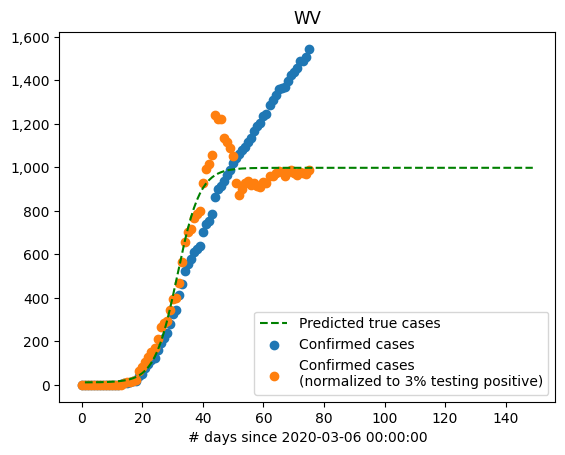 WV
1,600
1,400
1,200
1,000
800
600
400
200
0
Predicted true cases
Confirmed cases
Confirmed cases
(normalized to 3% testing positive)
0 20 40 60 80 100 120 140
# days since 2020-03-06 00:00:00